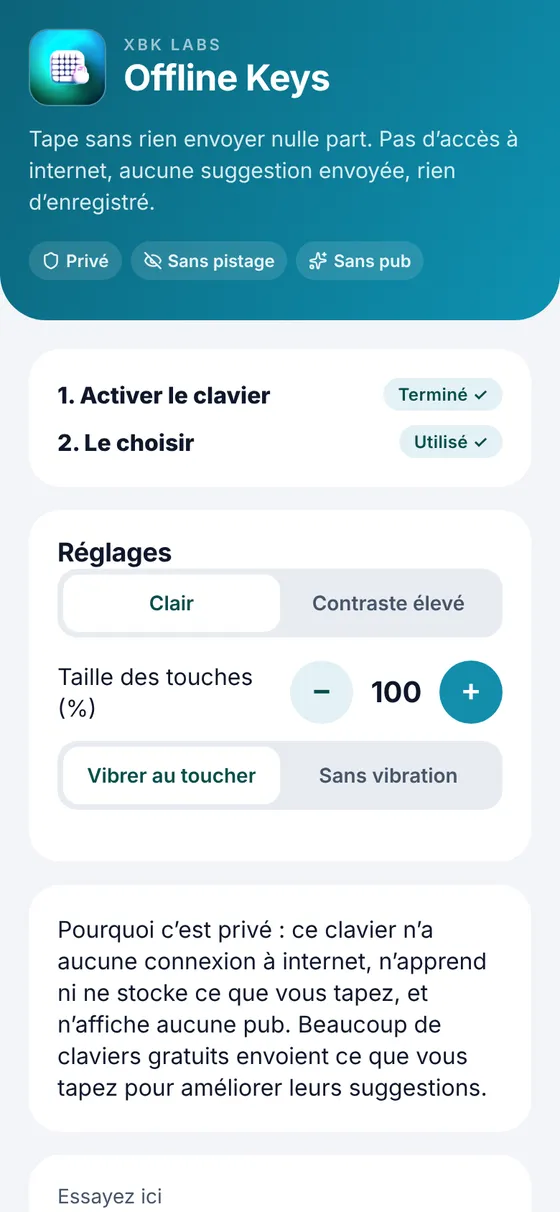 XBK LABS
Offline Keys
Tape sans rien envoyer nulle part. Pas d’accès à
internet, aucune suggestion envoyée, rien
d’enregistré.
Privé
Sans pistage
Sans pub
1. Activer le clavier
Terminé ✓
2. Le choisir
Utilisé ✓
Réglages
Clair
Contraste élevé
Taille des touches
(%)
− 100 +
Vibrer au toucher
Sans vibration
Pourquoi c’est privé : ce clavier n’a
aucune connexion à internet, n’apprend
ni ne stocke ce que vous tapez, et
n’affiche aucune pub. Beaucoup de
claviers gratuits envoient ce que vous
tapez pour améliorer leurs suggestions.
Essayez ici